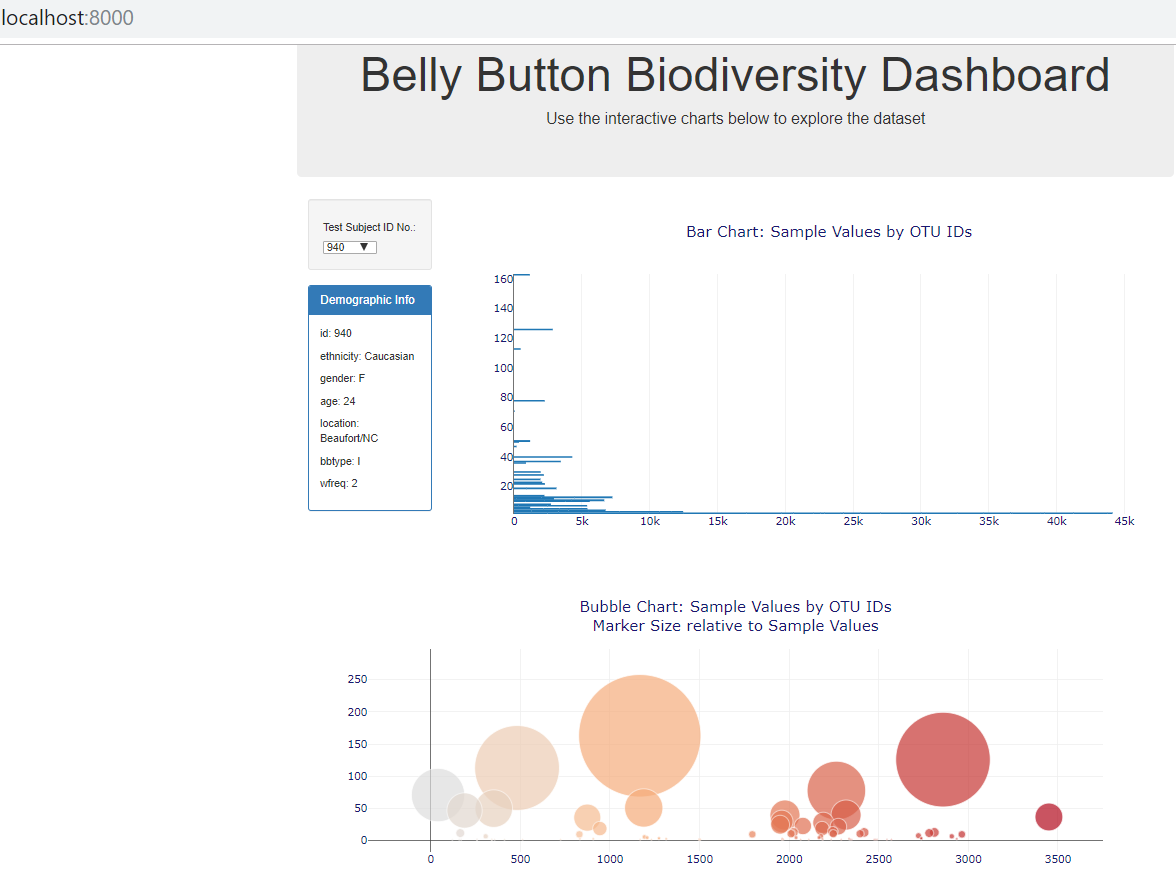 localhost:8000
Belly Button Biodiversity Dashboard
Use the interactive charts below to explore the dataset
Test Subject ID No.:
940
Demographic Info
id: 940
ethnicity: Caucasian
gender: F
age: 24
location:
Beaufort/NC
bbtype: I
wfreq: 2
Bar Chart: Sample Values by OTU IDs
160
140
120
100
80
60
40
20
0 5k 10k 15k 20k 25k 30k 35k 40k 45k
Bubble Chart: Sample Values by OTU IDs
Marker Size relative to Sample Values
250
200
150
100
50
0
0 500 1000 1500 2000 2500 3000 3500